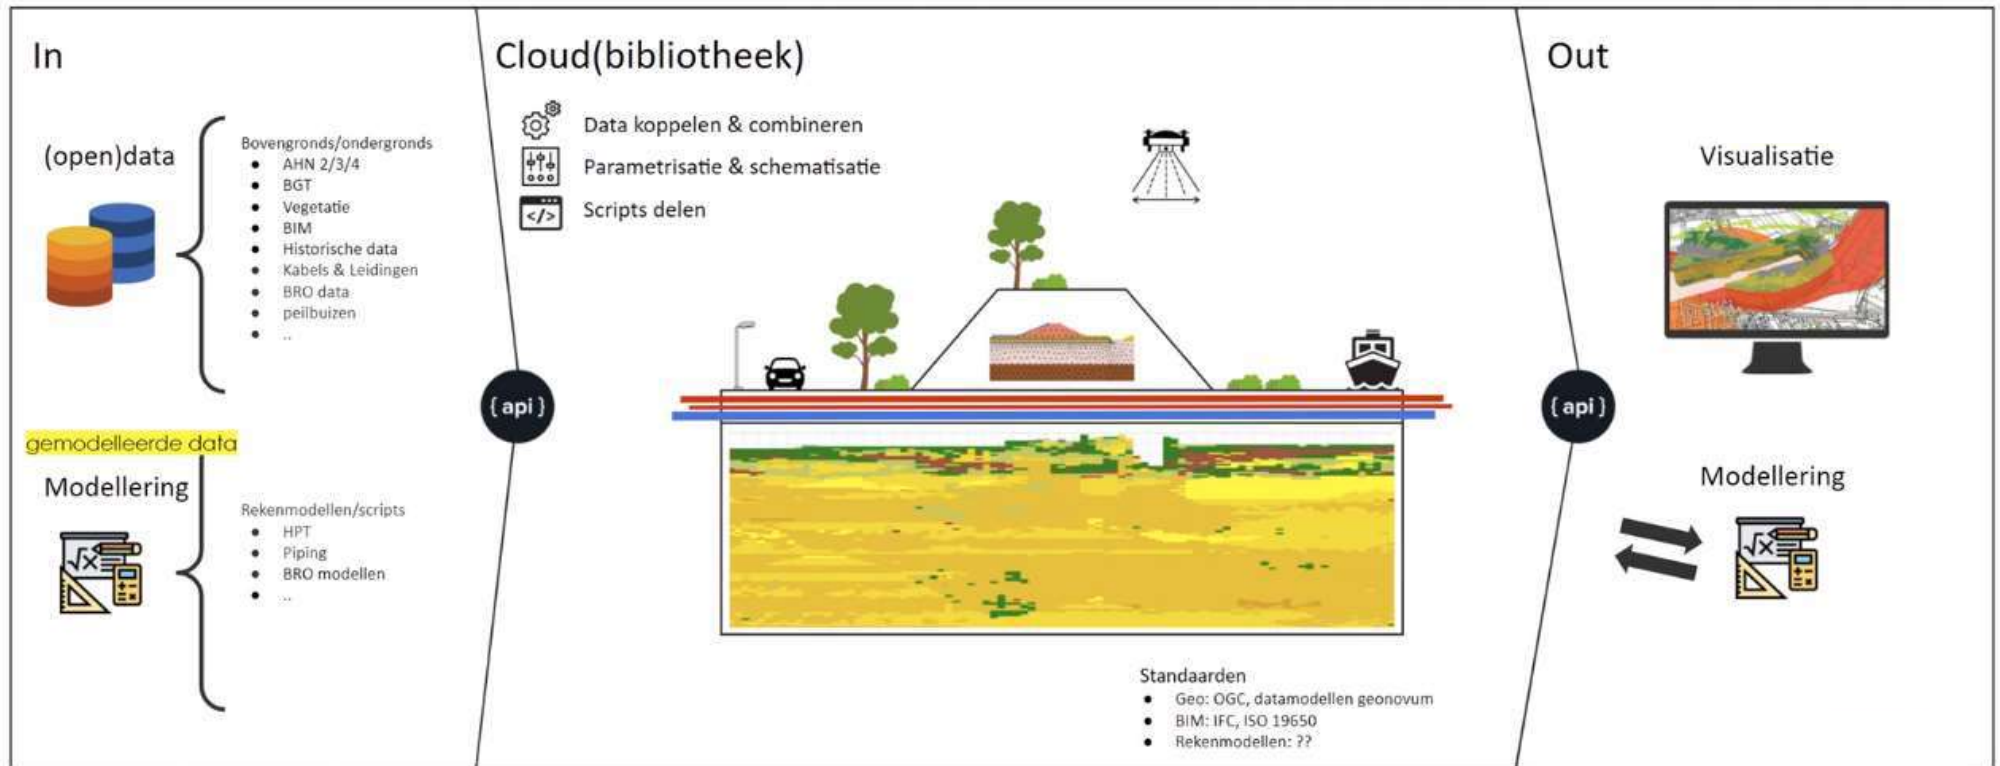 In
(open)data
Bovengronds/ondergronds
● AHN 2/3/4
● BGT
● Vegetatie
● BIM
● Historische data
● Kabels & Leidingen
● BRO data
● peilbuizen
● ..
gemodelleerde data
Modellering
Rekenmodellen/scripts
● HPT
● Piping
● BRO modellen
● ..
{ api }
Cloud(bibliotheek)
Data koppelen & combineren
Parametrisatie & schematisatie
</> Scripts delen
Standaarden
● Geo: OGC, datamodellen geonovum
● BIM: IFC, ISO 19650
● Rekenmodellen: ??
{ api }
Out
Visualisatie
Modellering
√x
√x